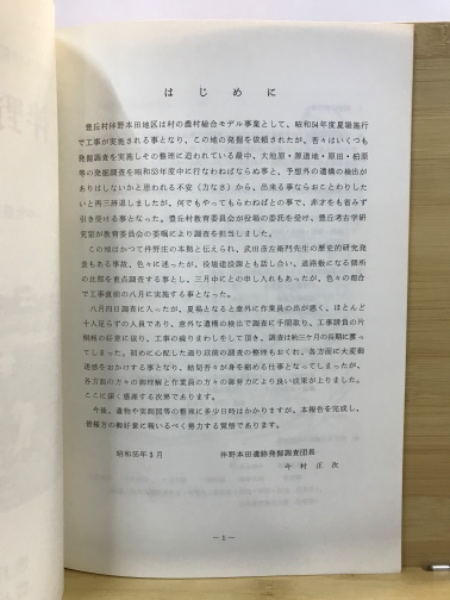 はじめに
豊丘村伴野本田地区は村の農村総合モデル事業として、昭和54年度夏場施行
で工事が実施される事となり、この地の発掘を依頼されたが、吾々はいくつも
発掘調査を実施しその整理に追われている最中、大地原・源道地・原田・柏原
等の発掘調査を昭和53年度中に行なわねばならぬ事と、予想外の遺構の検出が
ありはしないかと思われる不安（力なさ）から、出来る事ならおことわりしたい
と再三辞退しましたが、何でもやってもらわねばとの事で、非才をも省みず
引き受ける事となった。豊丘村教育委員会が役場の委託を受け、豊丘考古学研
究室が教育委員会の委嘱により調査を担当しました。
この地はかつて伴野庄の本拠と伝えられ、武田彦左衛門先生の歴史的研究発
表もある事故、色々に迷ったが、役場建設課とも話し合い、道路敷になる個所
の北部を重点調査する事とし、三月中にとの申し入れもあったが、色々の都合
で工事直前の八月に実施する事となった。
八月四日調査に入ったが、夏場となると意外に作業員の出が悪く、ほとんど
十人足らずの人員であり、意外な遺構の検出で調査に手間取り、工事請負の片
桐組の好意に依り、工事の繰りまわしをして頂き、調査は約三ケ月の長期に渡っ
てしまった。初めに心配した通り以前の調査の整理もおくれ、各方面に大変御
迷惑をおかけする事となり、結局吾々が身を縮める仕事となってしまったが、
各方面の方々の御理解と作業員の方々の御努力により良い成果が上りました。
ここに深く感謝する次第であります。
今後、遺物や実測図等の整理に多少日時はかかりますが、本報告を完成し、
皆様方の御好意に報いるべく努力する覚悟であります。
昭和55年3月 伴野本田遺跡発掘調査団長
今村正次
－1－